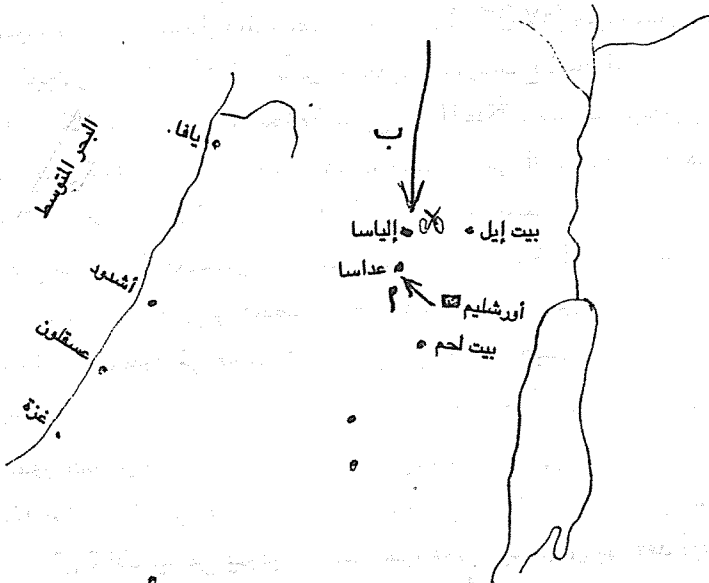 البحر المتوسط
يافا.
ب
إلياسا
بيت إيل
عداسا
أشدود
م
أورشليم
عسقلون
بيت لحم
غزة